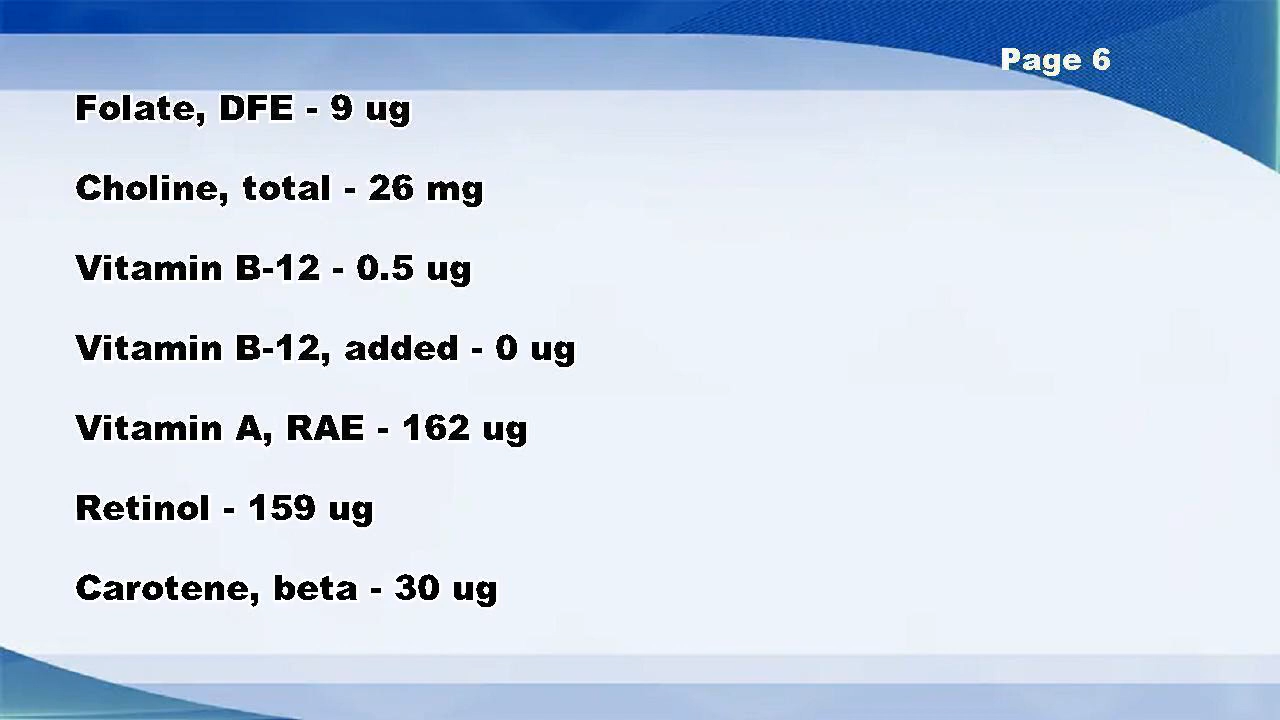 Page 6
Folate, DFE - 9 ug
Choline, total - 26 mg
Vitamin B-12 - 0.5 ug
Vitamin B-12, added - 0 ug
Vitamin A, RAE - 162 ug
Retinol - 159 ug
Carotene, beta - 30 ug